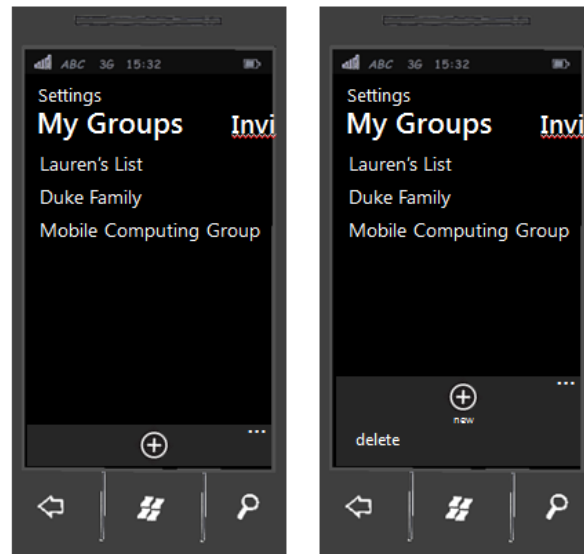 ABC 3G 15:32
Settings
My Groups Invi
Lauren's List
Duke Family
Mobile Computing Group
...
ABC 3G 15:32
Settings
My Groups Invi
Lauren's List
Duke Family
Mobile Computing Group
...
new
delete